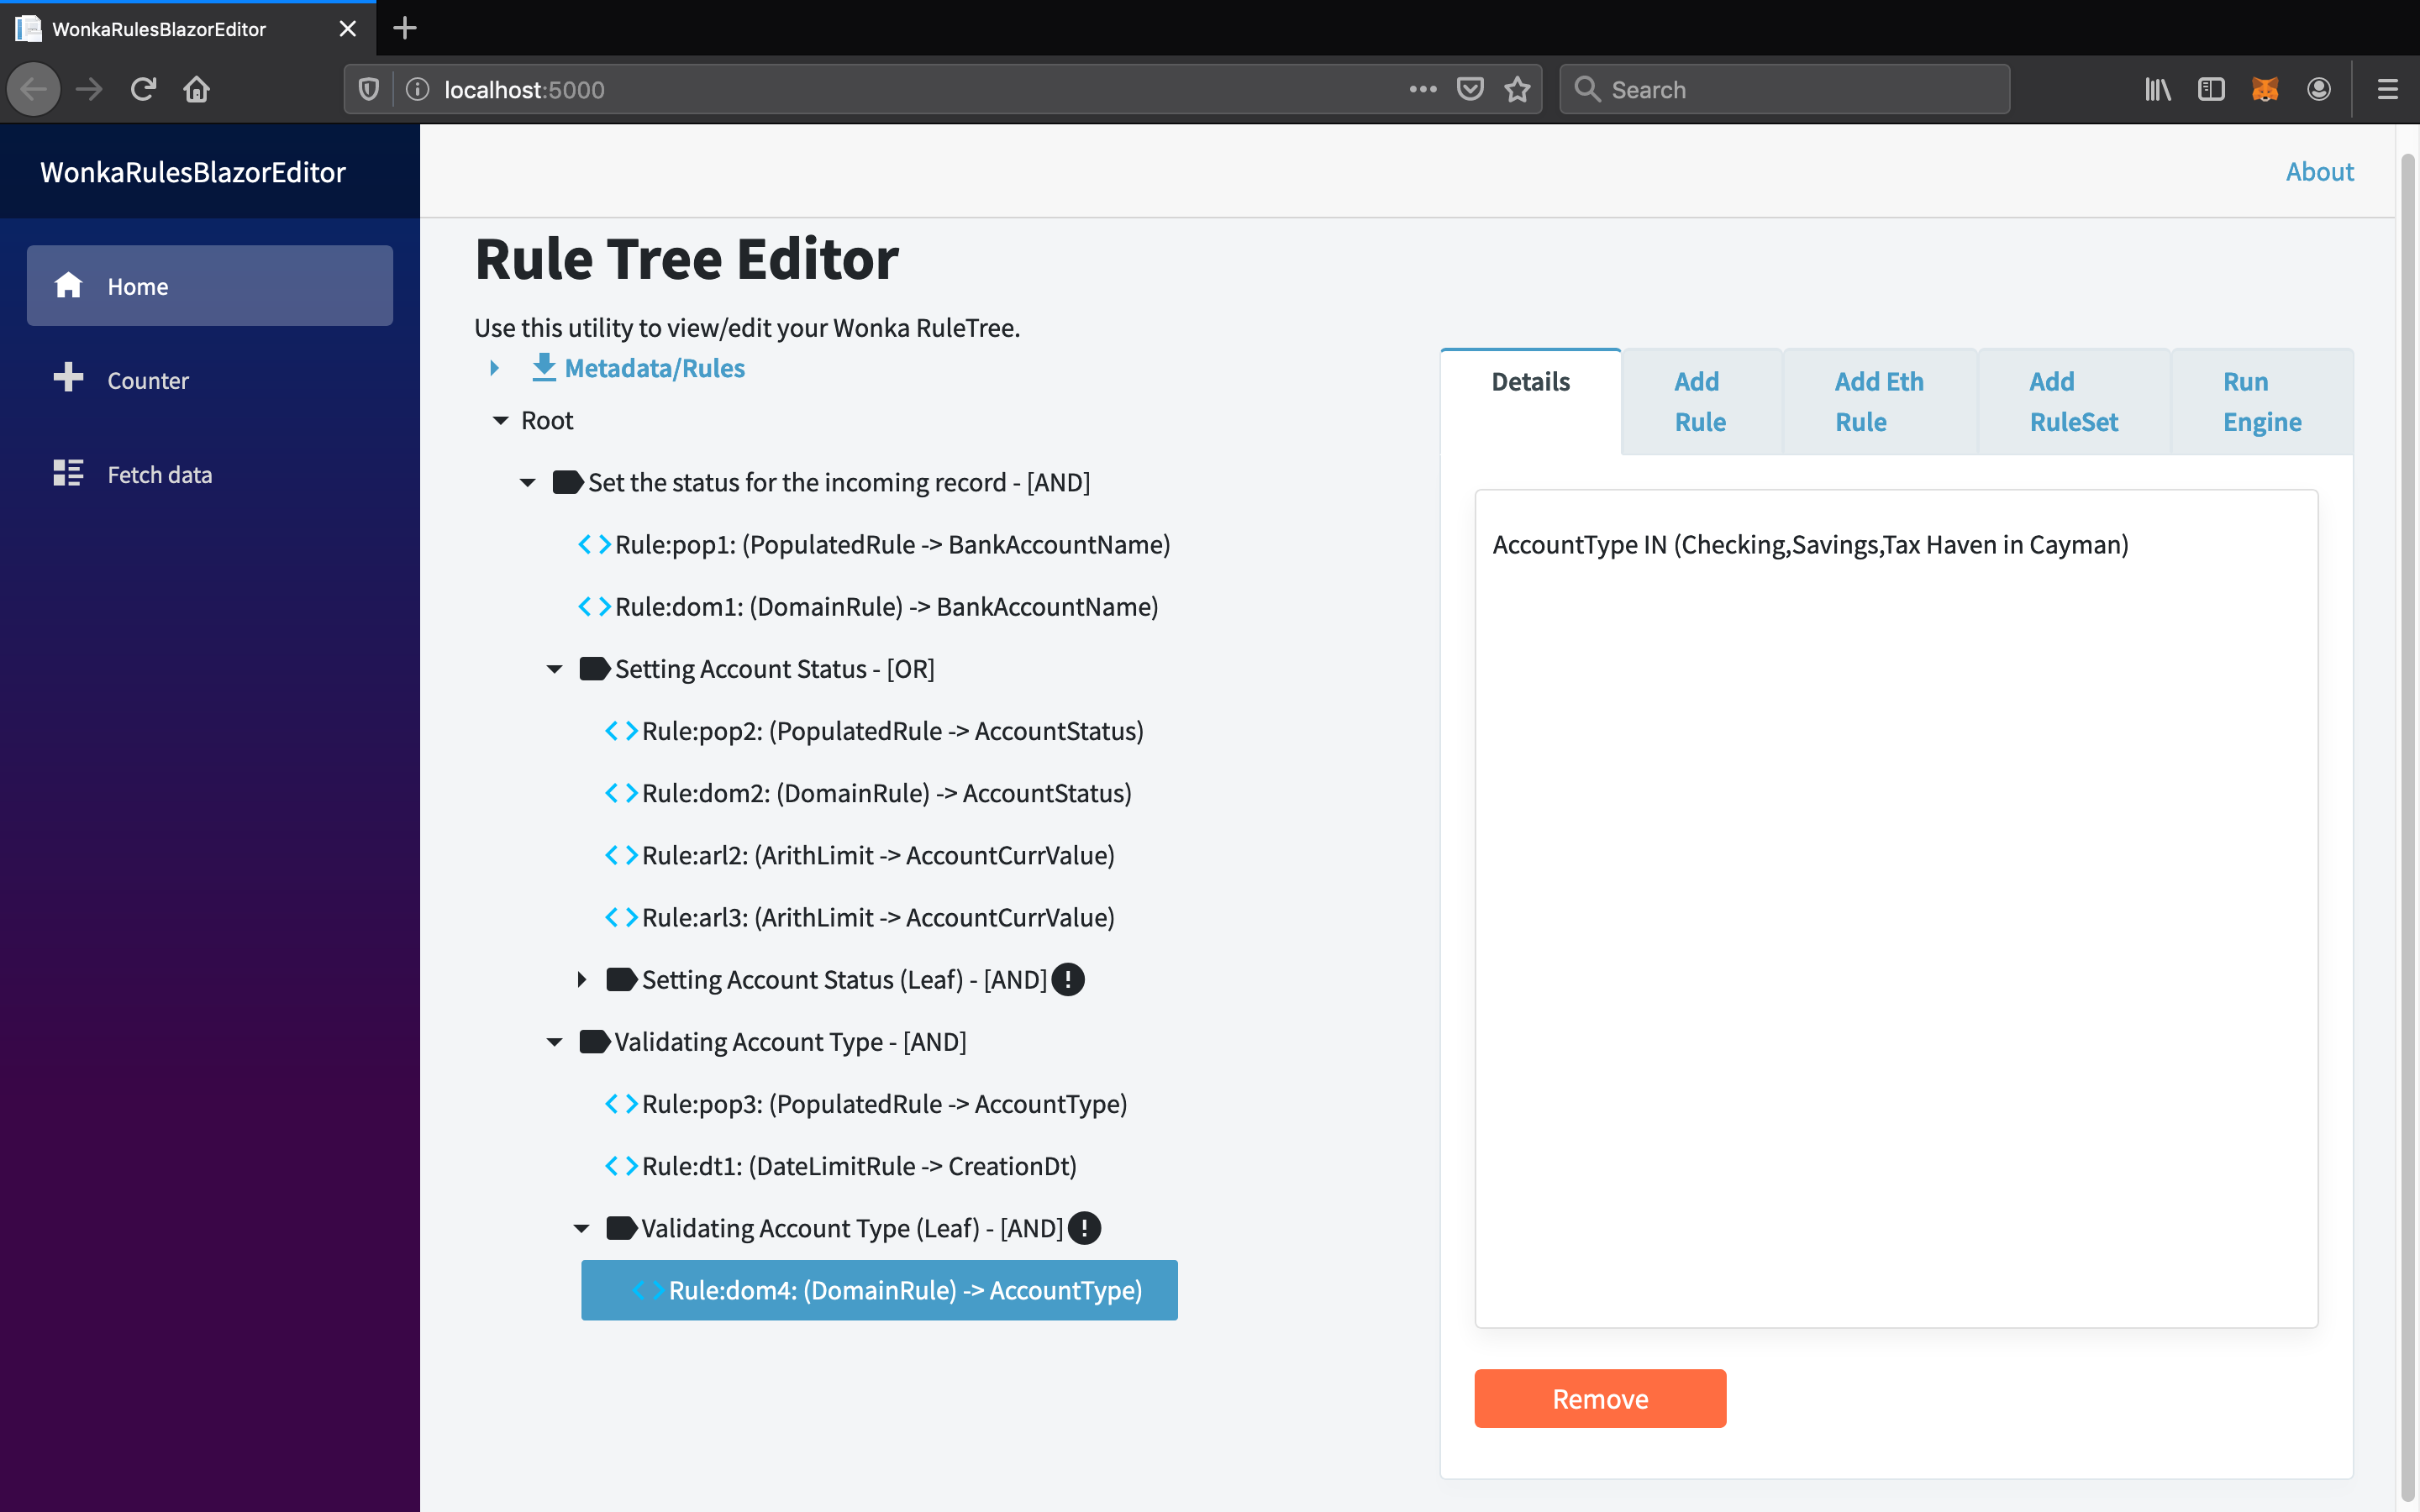 WonkaRulesBlazorEditor
localhost:5000
Search
WonkaRulesBlazorEditor
About
Home
Counter
Fetch data
Rule Tree Editor
Use this utility to view/edit your Wonka RuleTree.
Metadata/Rules
Root
Set the status for the incoming record - [AND]
Rule:pop1: (PopulatedRule -> BankAccountName)
Rule:dom1: (DomainRule) -> BankAccountName)
Setting Account Status - [OR]
Rule:pop2: (PopulatedRule -> AccountStatus)
Rule:dom2: (DomainRule) -> AccountStatus)
Rule:arl2: (ArithLimit -> AccountCurrValue)
Rule:arl3: (ArithLimit -> AccountCurrValue)
Setting Account Status (Leaf) - [AND]
Validating Account Type - [AND]
Rule:pop3: (PopulatedRule -> AccountType)
Rule:dt1: (DateLimitRule -> CreationDt)
Validating Account Type (Leaf) - [AND]
Rule:dom4: (DomainRule) -> AccountType)
Details
Add
Rule
Add Eth
Rule
Add
RuleSet
Run
Engine
AccountType IN (Checking,Savings,Tax Haven in Cayman)
Remove